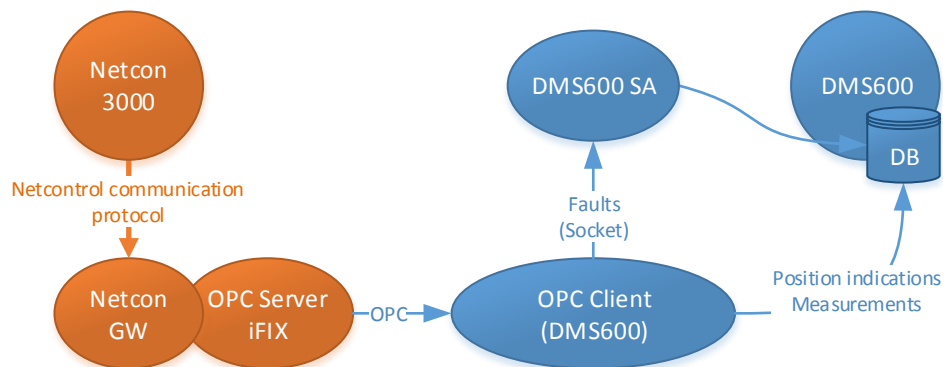 Netcon
3000
DMS600 SA
DMS600
DB
Netcontrol communication
protocol
Faults
(Socket)
Netcon
GW
OPC Server
iFIX
OPC
OPC Client
(DMS600)
Position indications
Measurements